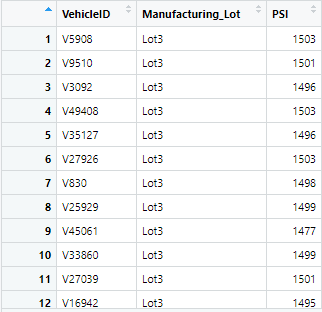 VehicleID Manufacturing_Lot PSI
1 V5908 Lot3 1503
2 V9510 Lot3 1501
3 V3092 Lot3 1496
4 V49408 Lot3 1503
5 V35127 Lot3 1496
6 V27926 Lot3 1503
7 V830 Lot3 1498
8 V25929 Lot3 1499
9 V45061 Lot3 1477
10 V33860 Lot3 1499
11 V27039 Lot3 1501
12 V16942 Lot3 1495